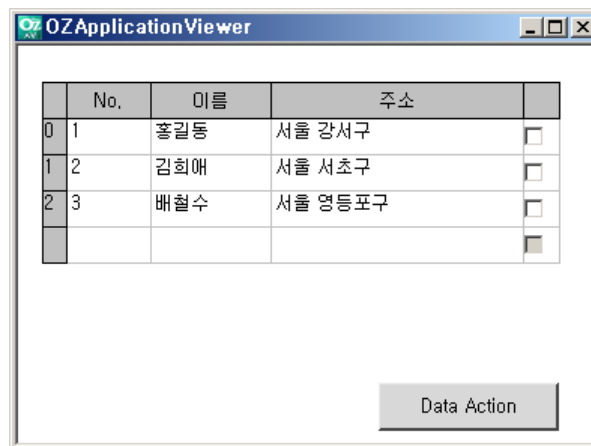 OZApplicationViewer
No. 이름 주소
0 1 홍길동 서울 강서구
1 2 김희애 서울 서초구
2 3 배철수 서울 영등포구
Data Action